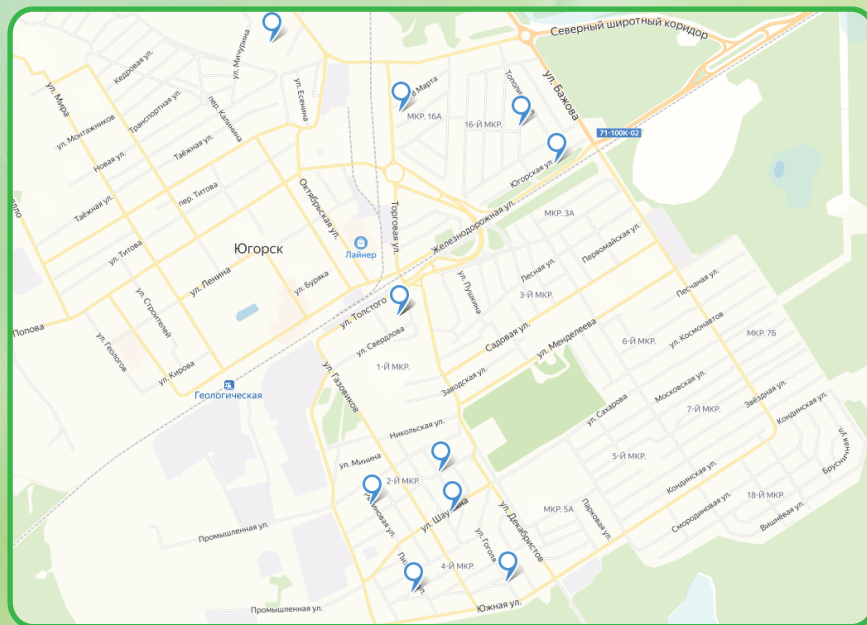 Северный широтный коридор
ул. Мичурина
Кедровая ул.
ул. Мира
ул. Есенина
8 Марта
ул. Бажова
Транспортная ул.
пер. Калинина
МКР. 16А
16-Й МКР.
71-100К-02
ул. Монтажников
Новая ул.
Таёжная ул.
Югорская ул.
пер. Титова
Октябрьская ул.
Таёжная ул.
Торговая ул.
Железнодорожная ул.
МКР. 3А
Югорск
Лайнер
ул. Титова
Первомайская ул.
Лесная ул.
ул. Пушкина
ул. Ленина
ул. Буряка
3-Й МКР.
Песчаная ул.
ул. Строителей
ул. Толстого
Попова
ул. Свердлова
Садовая ул.
ул. Менделеева
6-Й МКР.
ул. Космонавтов
МКР. 7Б
ул. Геологов
1-Й МКР.
ул. Кирова
Заводская ул.
Геологическая
ул. Газовиков
Московская ул.
Звёздная ул.
ул. Сахарова
7-Й МКР.
Кондинская ул.
Никольская ул.
ул. Минина
5-Й МКР.
Кондинская ул.
2-Й МКР.
МКР. 5А
Парковая ул.
Смородиновая ул.
18-Й МКР.
Вишнёвая ул.
Промышленная ул.
ул. Декабристов
ул. Гоголя
4-Й МКР.
Промышленная ул.
Южная ул.